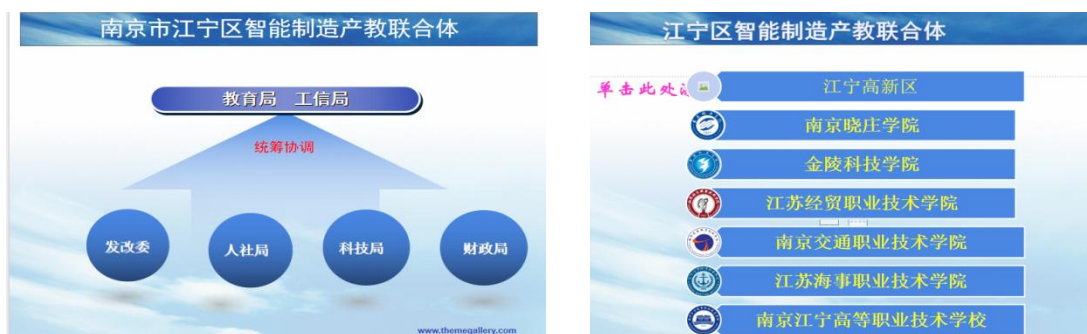 南京市江宁区智能制造产教联合体
教育局 工信局
统筹协调
发改委
人社局
科技局
财政局
www.themegallery.com
江宁区智能制造产教联合体
单击此处
江宁高新区
南京晓庄学院
金陵科技学院
江苏经贸职业技术学院
南京交通职业技术学院
江苏海事职业技术学院
南京江宁高等职业技术学校